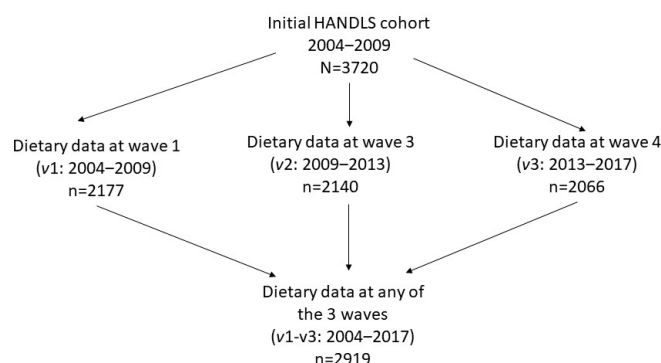 Initial HANDLS cohort
2004–2009
N=3720
Dietary data at wave 1
(v1: 2004–2009)
n=2177
Dietary data at wave 3
(v2: 2009–2013)
n=2140
Dietary data at wave 4
(v3: 2013–2017)
n=2066
Dietary data at any of
the 3 waves
(v1-v3: 2004–2017)
n=2919